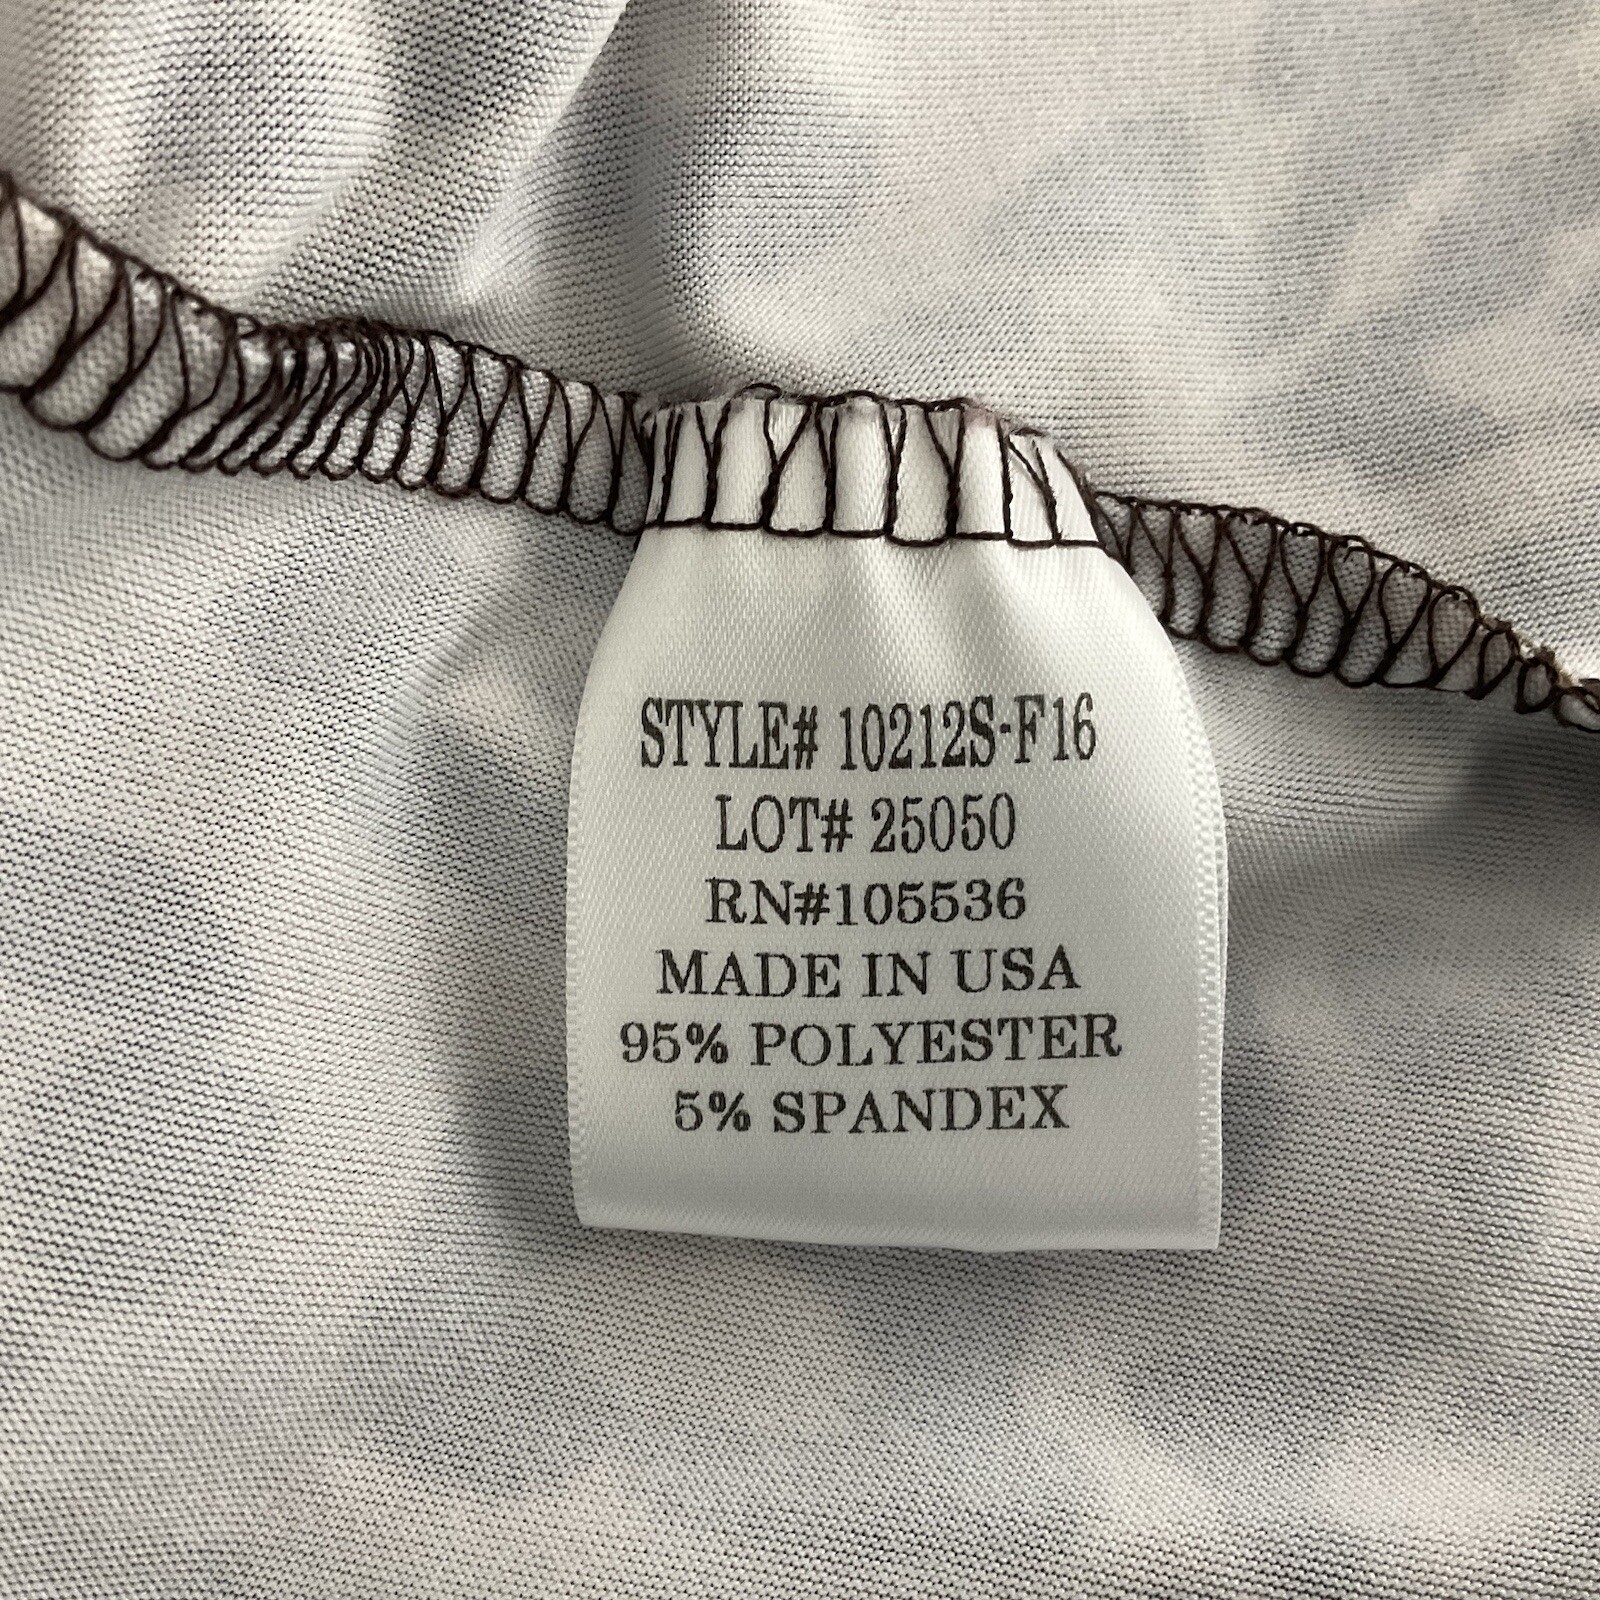 STYLE# 10212S-F16
LOT# 25050
RN#105536
MADE IN USA
95% POLYESTER
5% SPANDEX